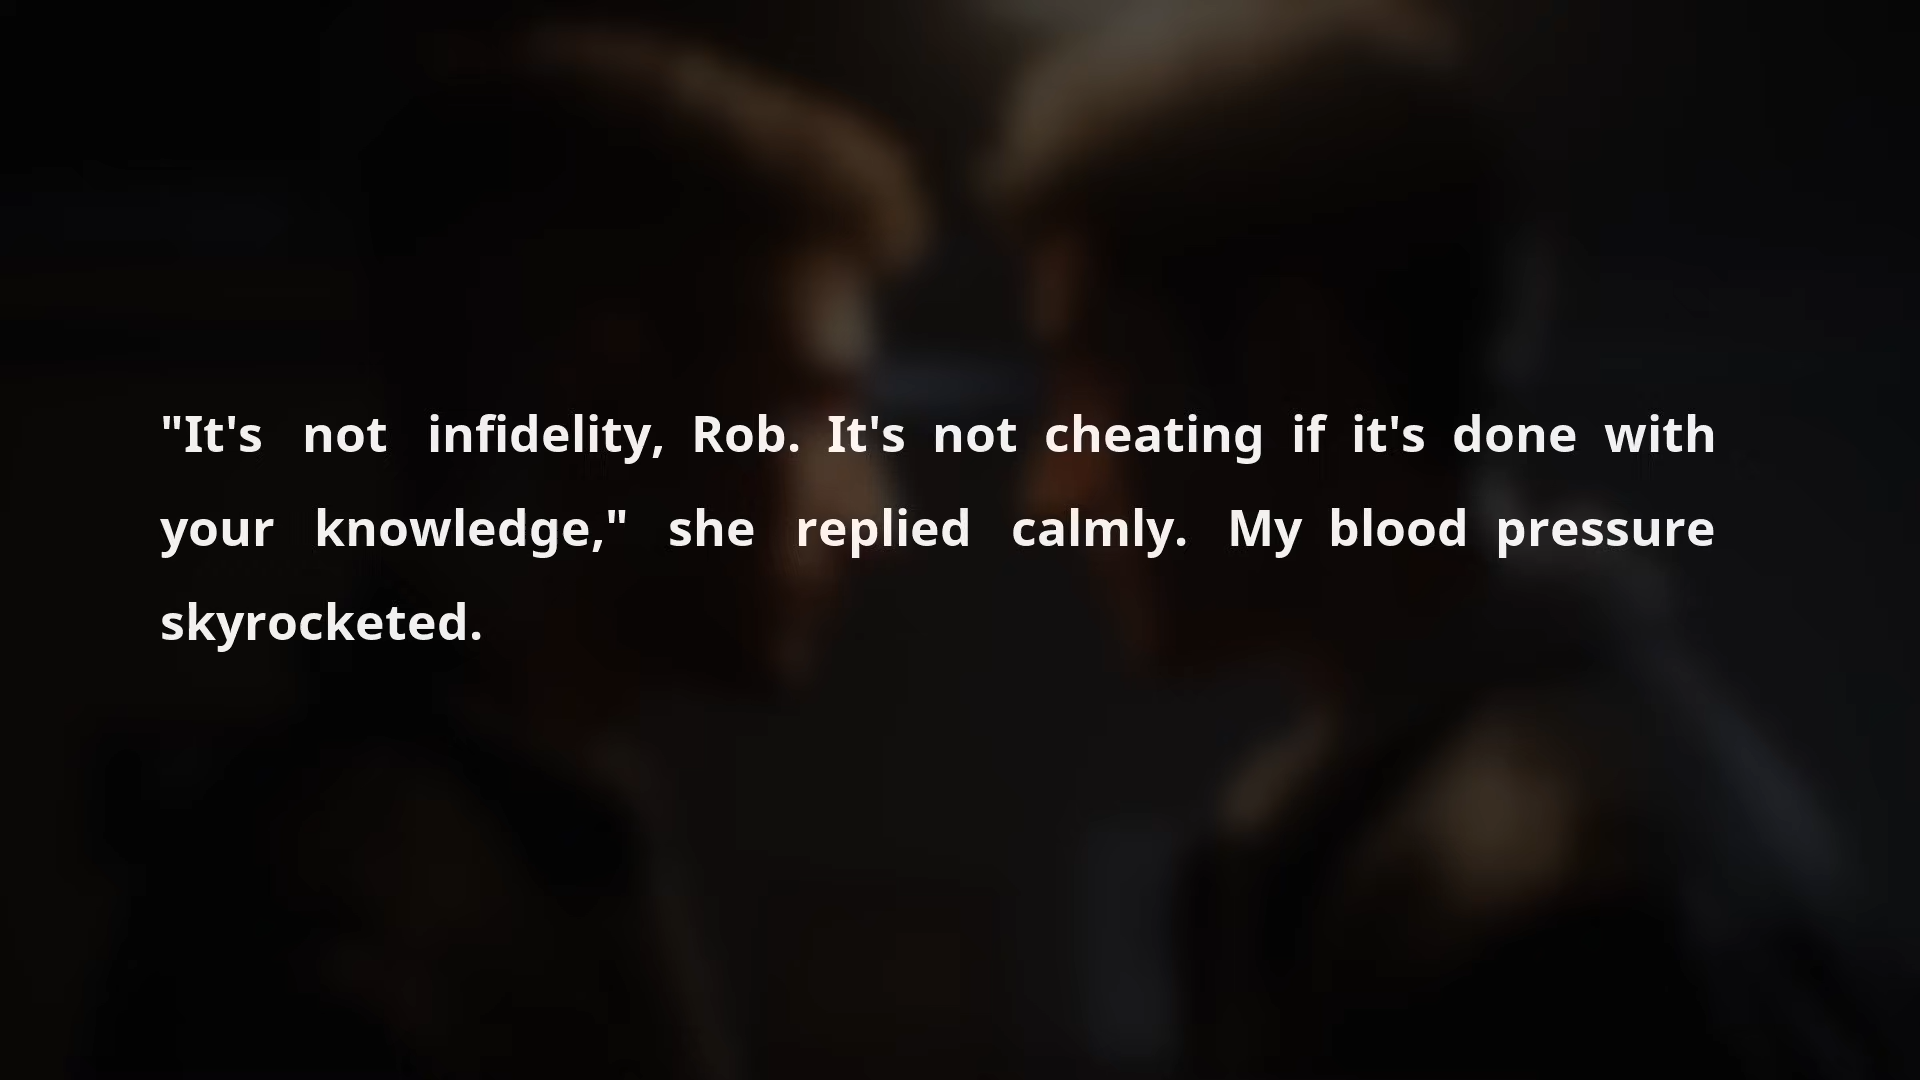 "It's not infidelity, Rob. It's not cheating if it's done with
your knowledge," she replied calmly. My blood pressure
skyrocketed.